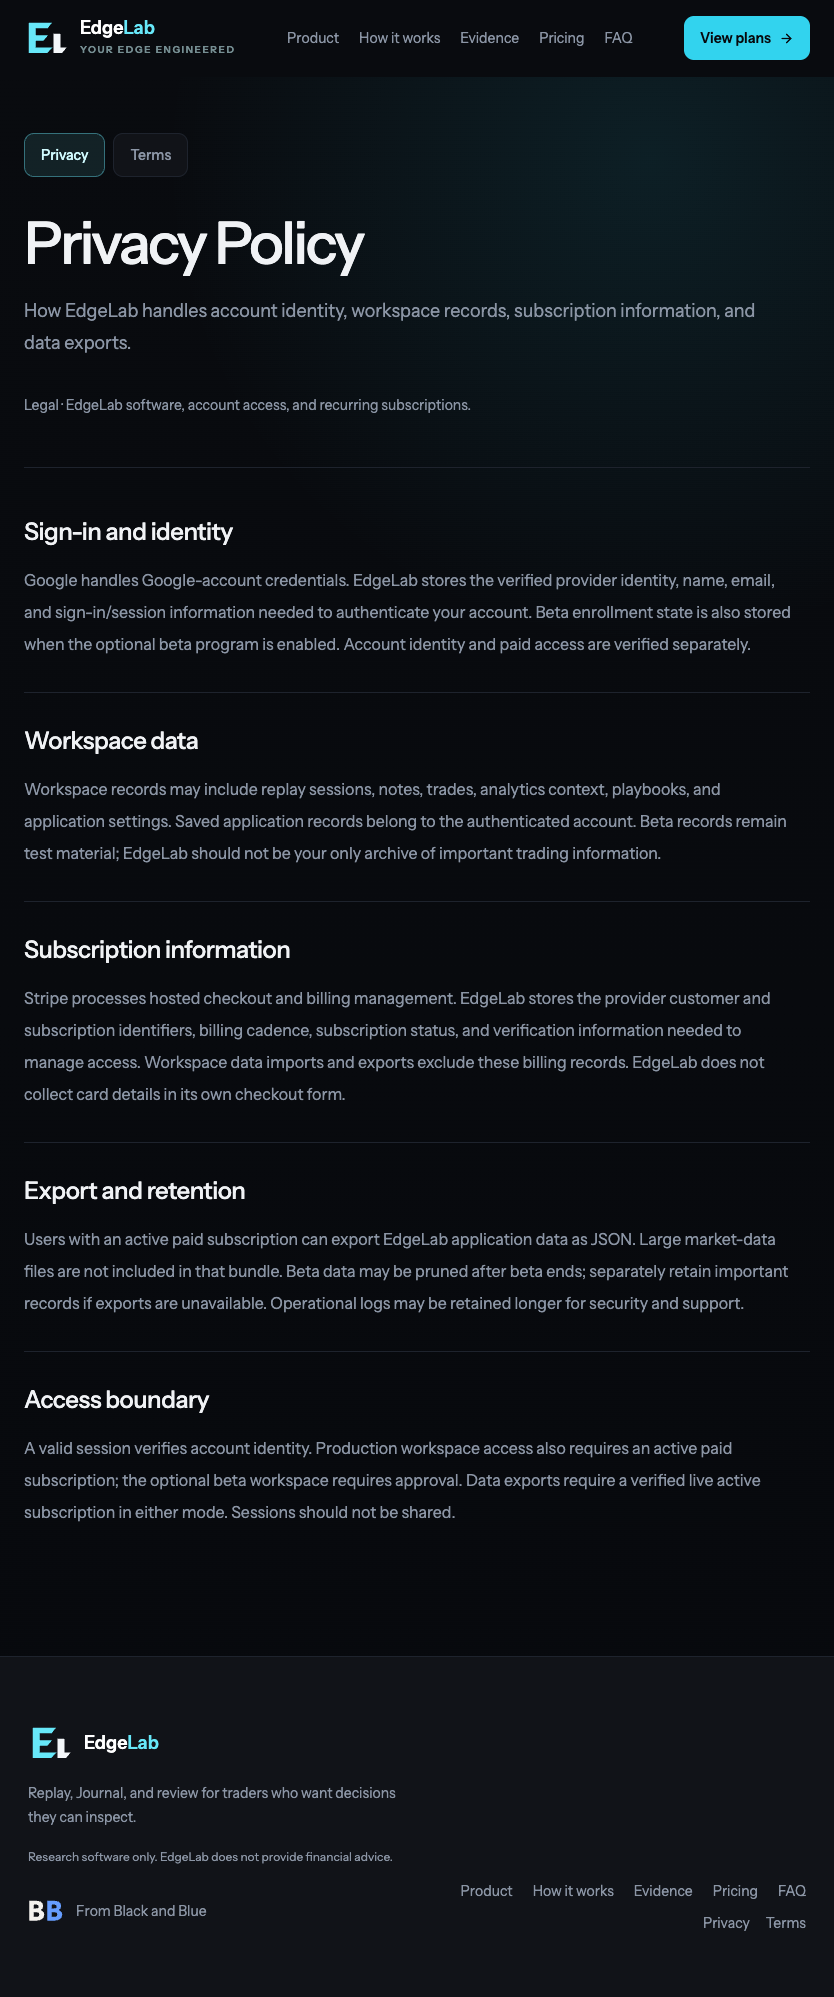 EL
EdgeLab
YOUR EDGE ENGINEERED
Product How it works Evidence Pricing FAQ
View plans →
Privacy Terms
Privacy Policy
How EdgeLab handles account identity, workspace records, subscription information, and
data exports.
Legal · EdgeLab software, account access, and recurring subscriptions.
Sign-in and identity
Google handles Google-account credentials. EdgeLab stores the verified provider identity, name, email,
and sign-in/session information needed to authenticate your account. Beta enrollment state is also stored
when the optional beta program is enabled. Account identity and paid access are verified separately.
Workspace data
Workspace records may include replay sessions, notes, trades, analytics context, playbooks, and
application settings. Saved application records belong to the authenticated account. Beta records remain
test material; EdgeLab should not be your only archive of important trading information.
Subscription information
Stripe processes hosted checkout and billing management. EdgeLab stores the provider customer and
subscription identifiers, billing cadence, subscription status, and verification information needed to
manage access. Workspace data imports and exports exclude these billing records. EdgeLab does not
collect card details in its own checkout form.
Export and retention
Users with an active paid subscription can export EdgeLab application data as JSON. Large market-data
files are not included in that bundle. Beta data may be pruned after beta ends; separately retain important
records if exports are unavailable. Operational logs may be retained longer for security and support.
Access boundary
A valid session verifies account identity. Production workspace access also requires an active paid
subscription; the optional beta workspace requires approval. Data exports require a verified live active
subscription in either mode. Sessions should not be shared.
EL EdgeLab
Replay, Journal, and review for traders who want decisions
they can inspect.
Research software only. EdgeLab does not provide financial advice.
BB From Black and Blue
Product How it works Evidence Pricing FAQ
Privacy Terms